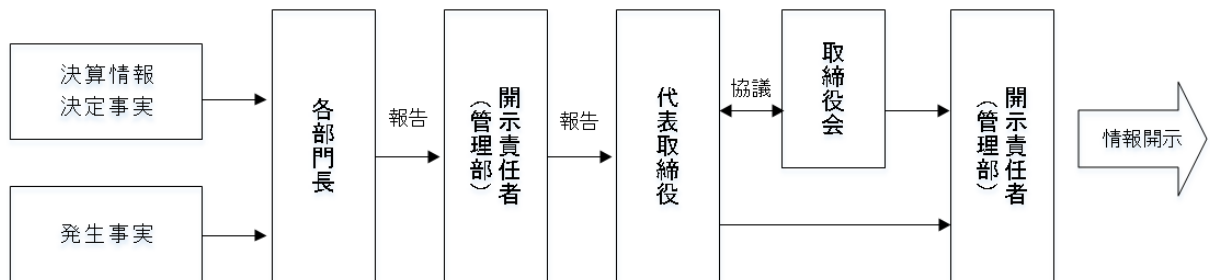 決算情報
決定事実
発生事実
各部門長
報告
開示責任者
（管理部）
報告
代表取締役
協議
取締役会
開示責任者
（管理部）
情報開示